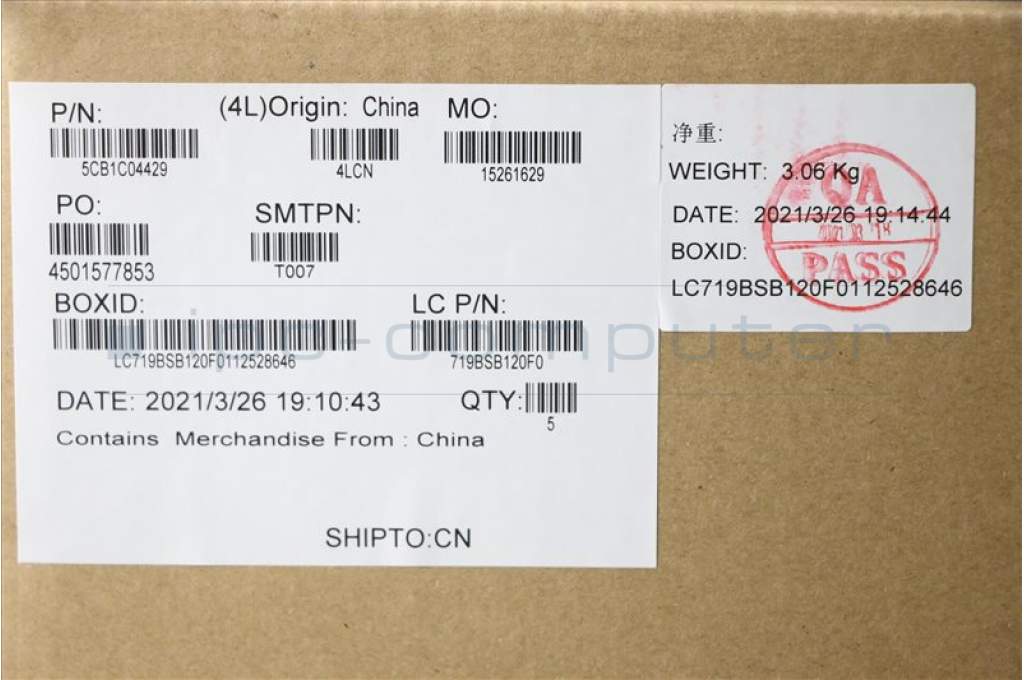 P/N:
5CB1C04429
(4L)Origin: China
4LCN
MO:
15261629
PO:
4501577853
SMTPN:
T007
BOXID:
LC719BSB120F0112528646
LC P/N:
719BSB120F0
DATE: 2021/3/26 19:10:43
QTY:
5
Contains Merchandise From : China
SHIPTO:CN
净重:
WEIGHT: 3.06 Kg
DATE: 2021/3/26 19:14:44
BOXID:
LC719BSB120F0112528646
QA
PASS
ipc-computer